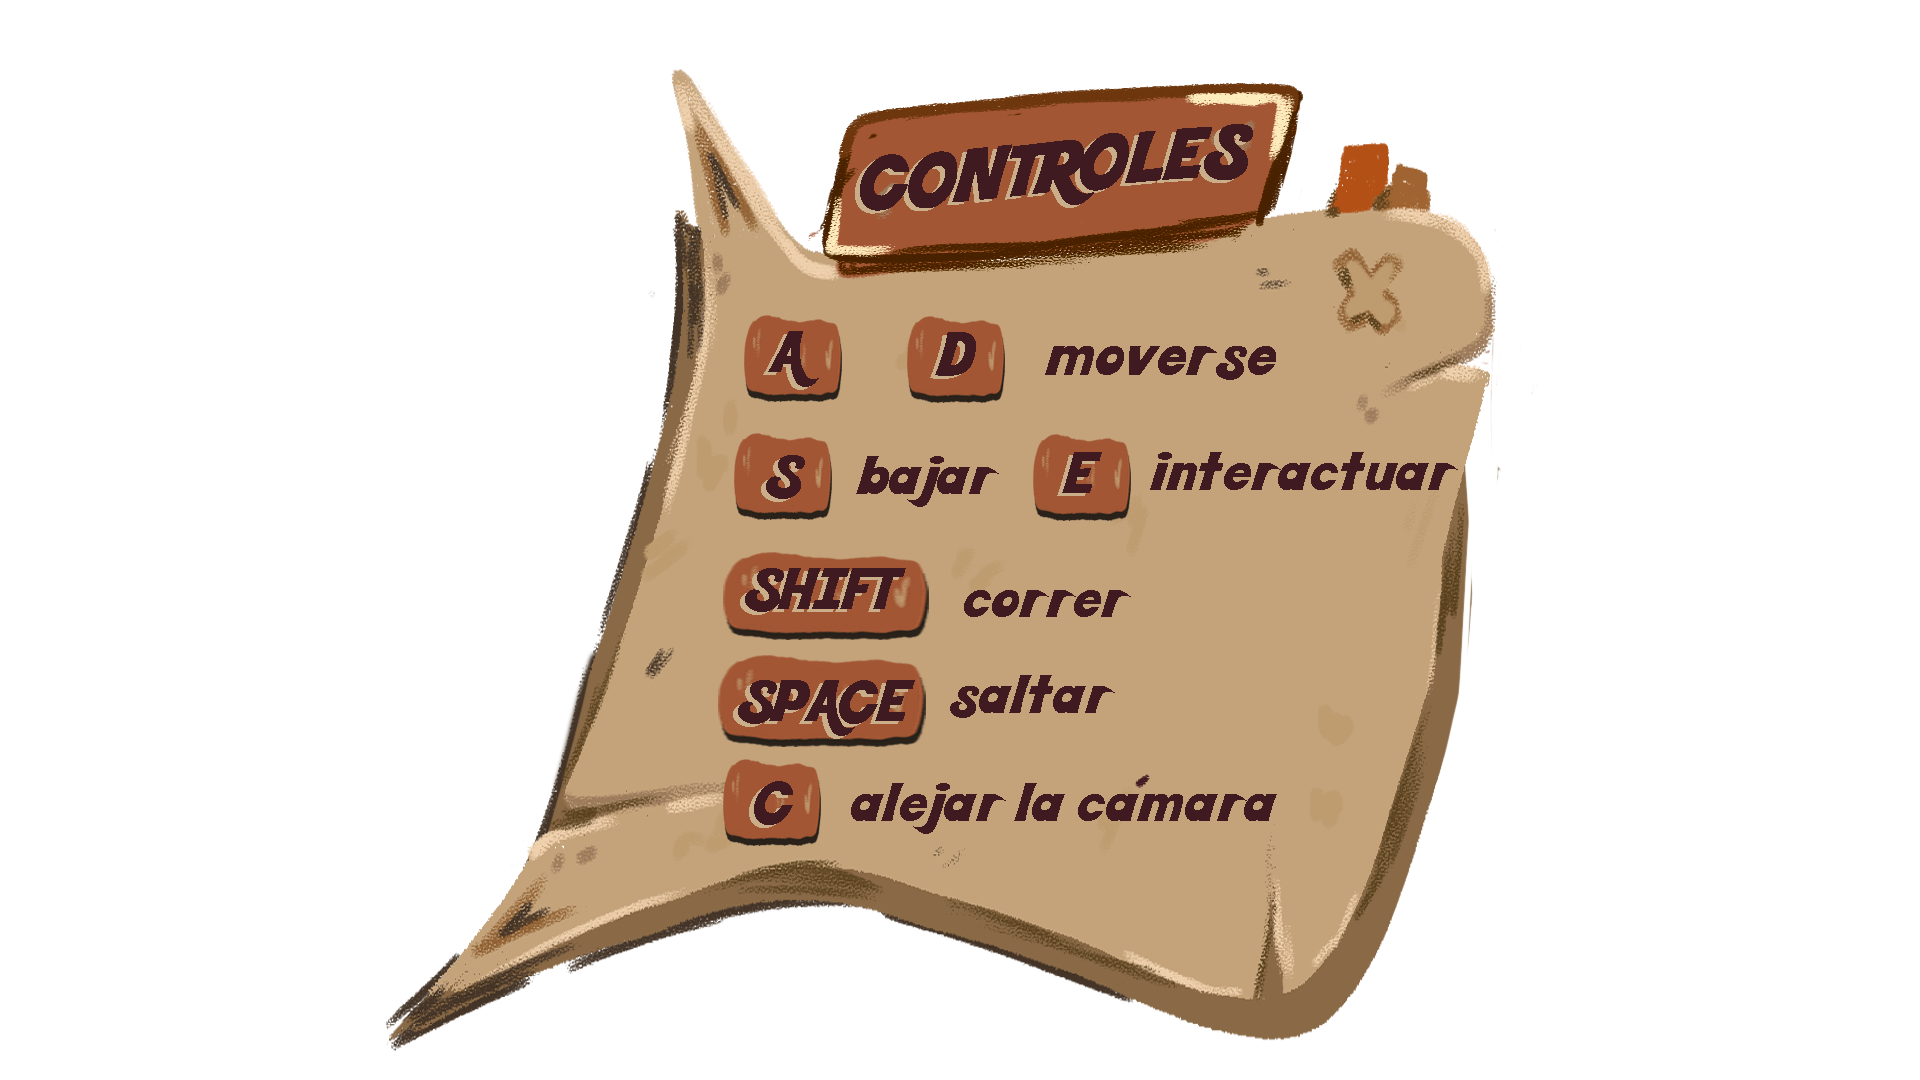 CONTROLES
A D moverse
S bajar E interactuar
SHIFT correr
SPACE saltar
C alejar la cámara